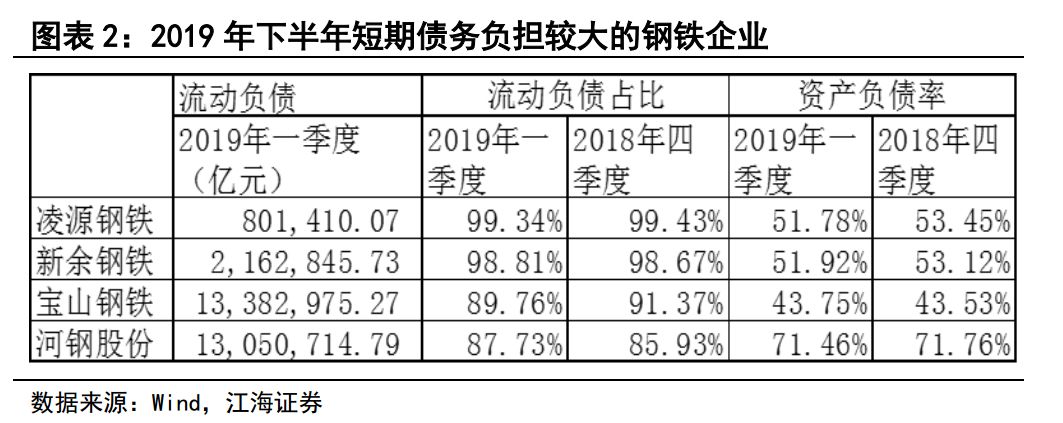 图表 2：2019 年下半年短期债务负担较大的钢铁企业
流动负债 流动负债占比 资产负债率
2019年一季度（亿元） 2019年一季度 2018年四季度 2019年一季度 2018年四季度
凌源钢铁 801,410.07 99.34% 99.43% 51.78% 53.45%
新余钢铁 2,162,845.73 98.81% 98.67% 51.92% 53.12%
宝山钢铁 13,382,975.27 89.76% 91.37% 43.75% 43.53%
河钢股份 13,050,714.79 87.73% 85.93% 71.46% 71.76%
数据来源：Wind，江海证券